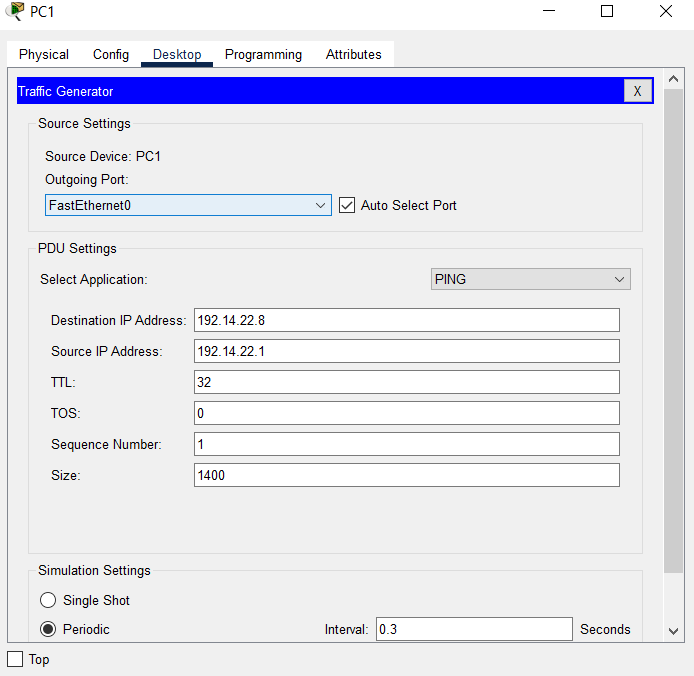 PC1
Physical Config Desktop Programming Attributes
Traffic Generator X
Source Settings
Source Device: PC1
Outgoing Port:
FastEthernet0 Auto Select Port
PDU Settings
Select Application: PING
Destination IP Address: 192.14.22.8
Source IP Address: 192.14.22.1
TTL: 32
TOS: 0
Sequence Number: 1
Size: 1400
Simulation Settings
Single Shot
Periodic Interval: 0.3 Seconds
Top